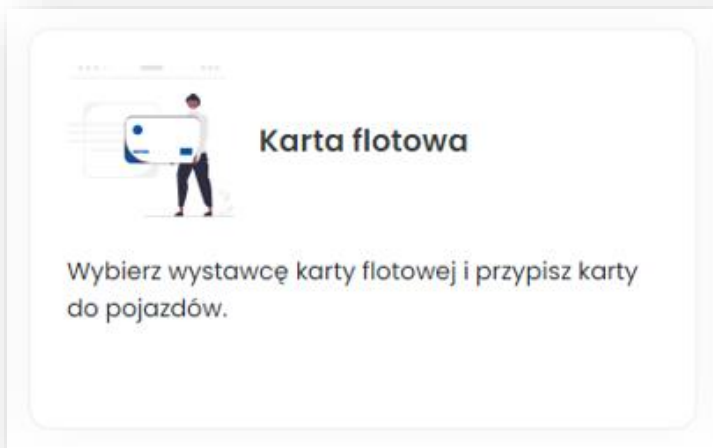 Karta flotowa
Wybierz wystawcę karty flotowej i przypisz karty
do pojazdów.